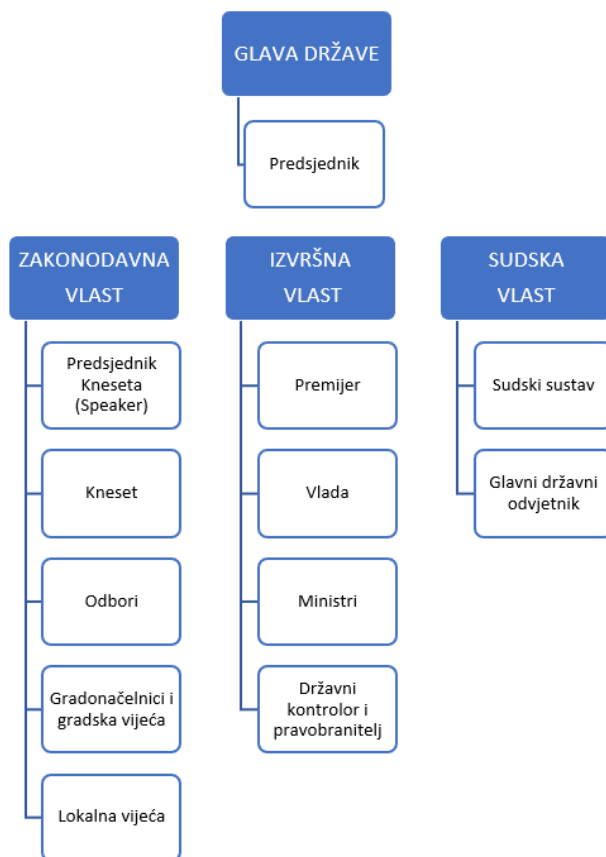 GLAVA DRŽAVE
Predsjednik
ZAKONODAVNA
VLAST
Predsjednik
Kneseta
(Speaker)
Kneset
Odbori
Gradonačelnici i
gradska vijeća
Lokalna vijeća
IZVRŠNA
VLAST
Premijer
Vlada
Ministri
Državni
kontrolor i
pravobranitelj
SUDSKA
VLAST
Sudski sustav
Glavni državni
odvjetnik